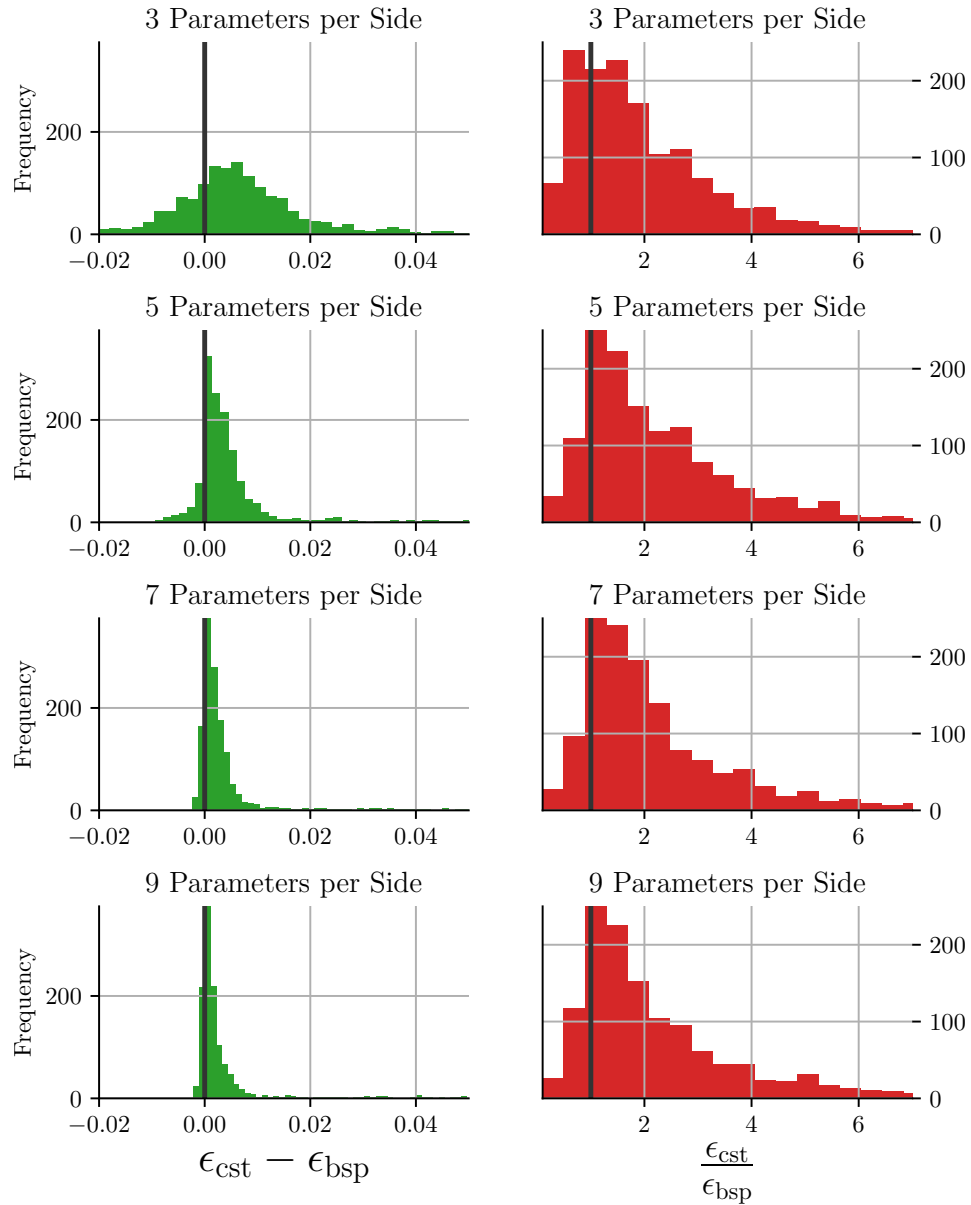 3 Parameters per Side
3 Parameters per Side
Frequency
200
0
−0.02 0.00 0.02 0.04
200
100
0
2 4 6
5 Parameters per Side
5 Parameters per Side
Frequency
200
0
−0.02 0.00 0.02 0.04
200
100
0
2 4 6
7 Parameters per Side
7 Parameters per Side
Frequency
200
0
−0.02 0.00 0.02 0.04
200
100
0
2 4 6
9 Parameters per Side
9 Parameters per Side
Frequency
200
0
−0.02 0.00 0.02 0.04
200
100
0
2 4 6
ϵcst − ϵbsp
ϵcst
ϵbsp